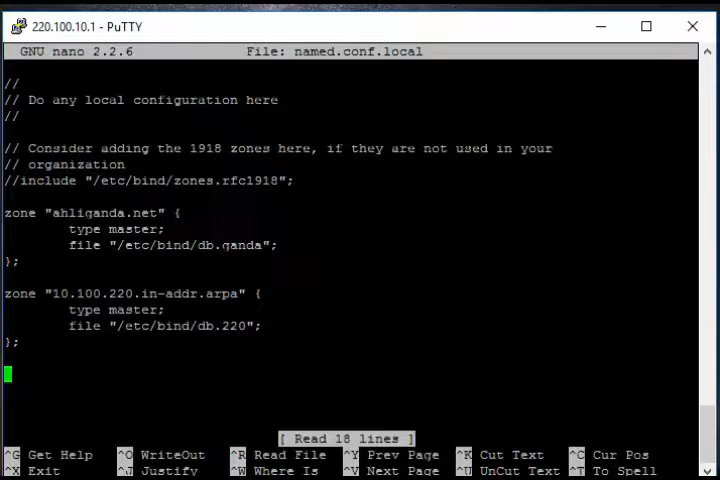 220.100.10.1 - PuTTY
GNU nano 2.2.6 File: named.conf.local
//
// Do any local configuration here
//
// Consider adding the 1918 zones here, if they are not used in your
// organization
//include "/etc/bind/zones.rfc1918";
zone "ahliganda.net" {
type master;
file "/etc/bind/db.ganda";
};
zone "10.100.220.in-addr.arpa" {
type master;
file "/etc/bind/db.220";
};
[ Read 18 lines ]
^G Get Help ^O WriteOut ^R Read File ^Y Prev Page ^K Cut Text ^C Cur Pos
^X Exit ^J Justify ^W Where Is ^V Next Page ^U UnCut Text ^T To Spell